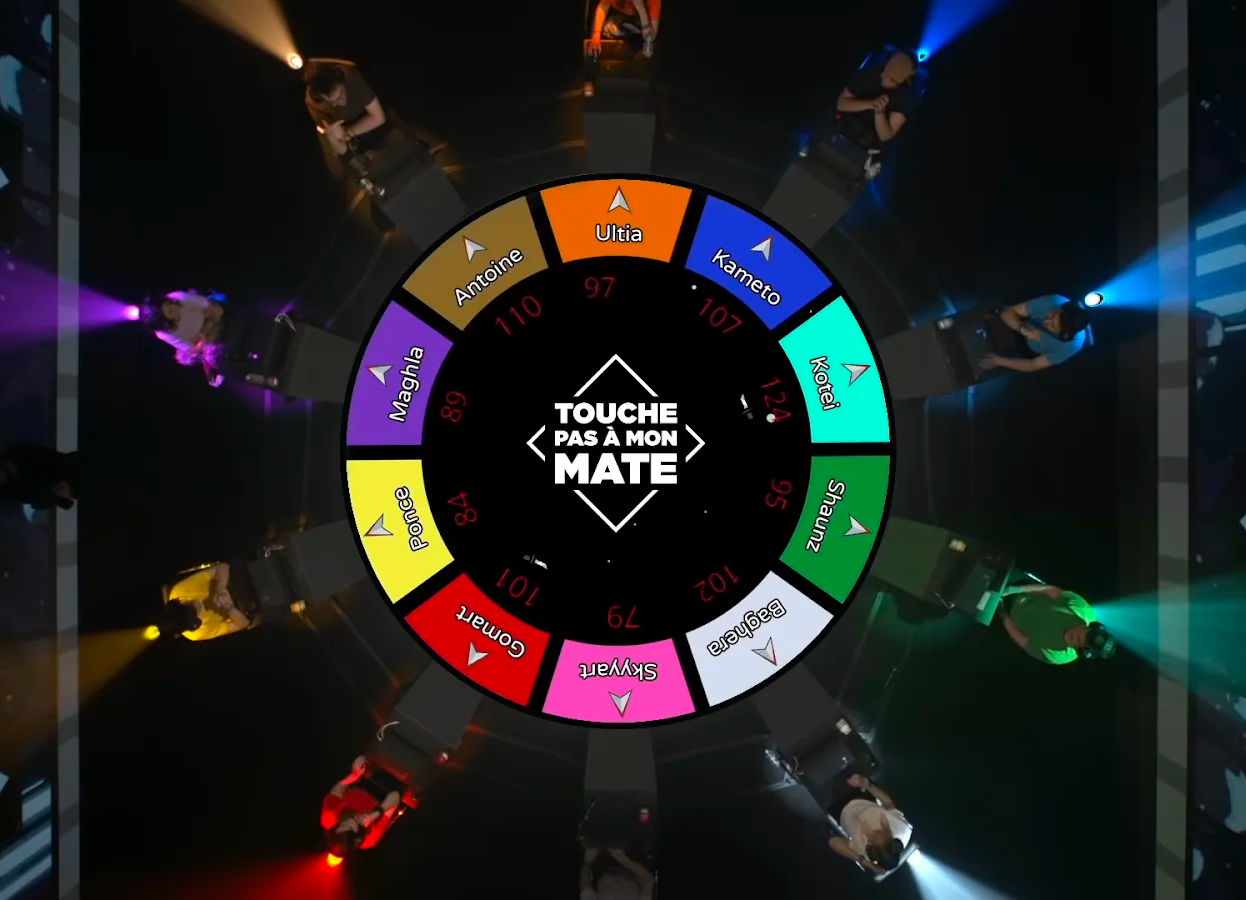 Ultia
97
Kameto
107
Kotei
124
Shaunz
95
Baghera
102
Skyyart
79
Gomart
101
Ponce
84
Maghla
89
Antoine
110
TOUCHE
PAS À MON
MATE